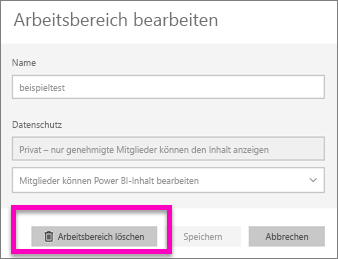 Arbeitsbereich bearbeiten
Name
beispieltest
Datenschutz
Privat – nur genehmigte Mitglieder können den Inhalt anzeigen
Mitglieder können Power BI-Inhalt bearbeiten
Arbeitsbereich löschen Speichern Abbrechen